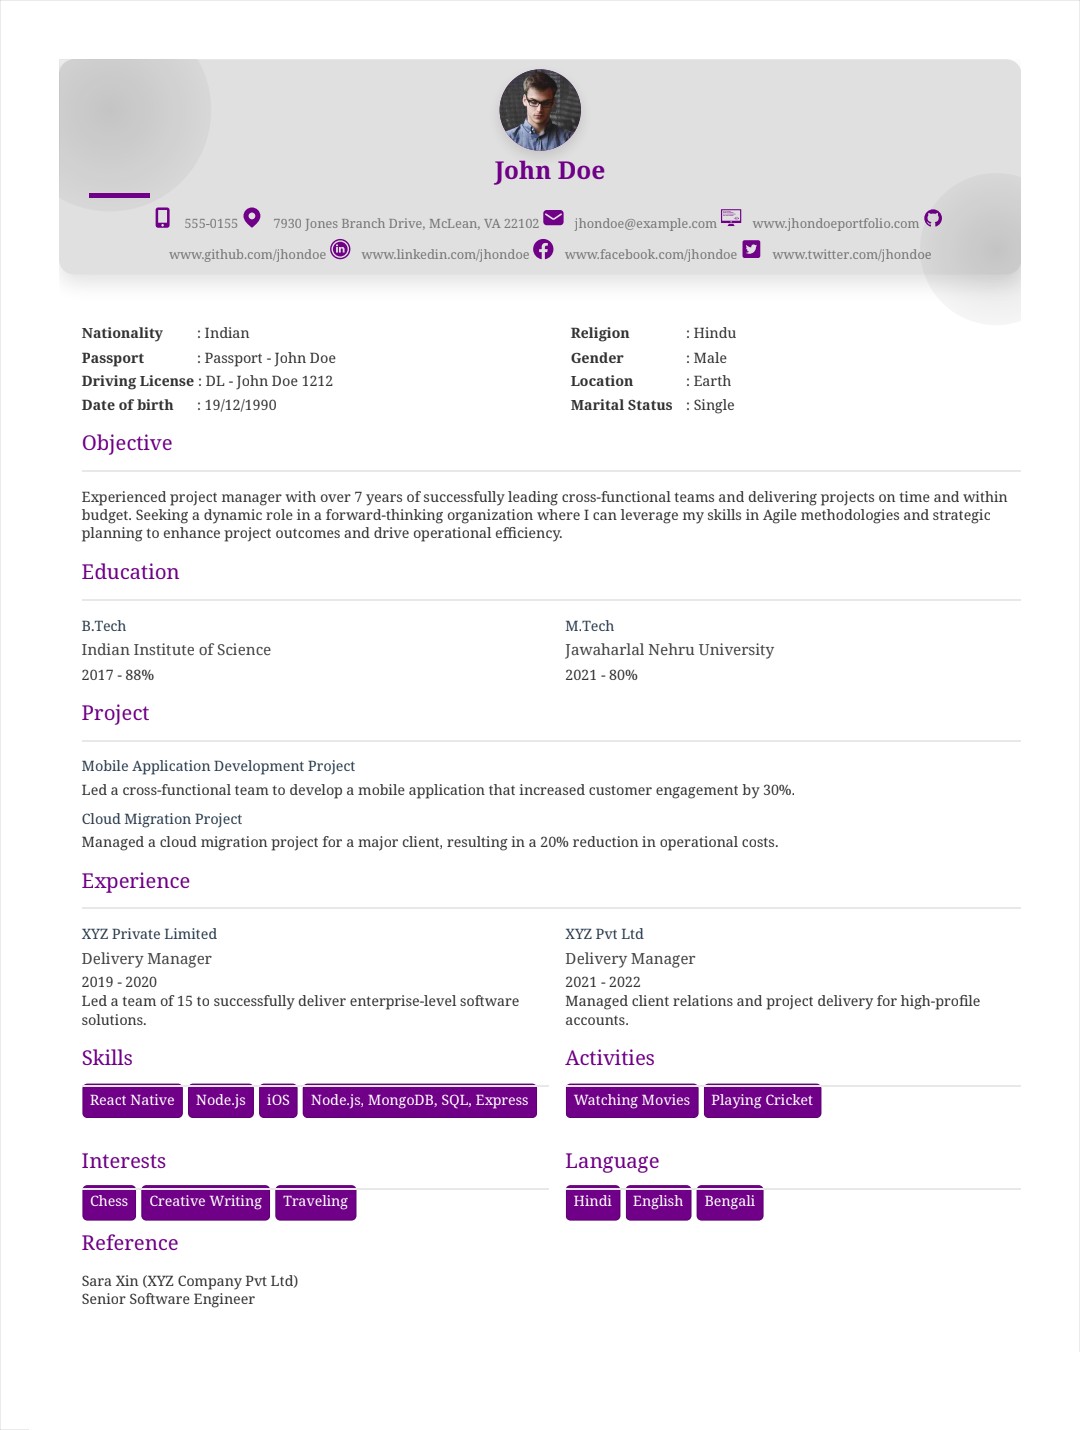 John Doe
555-0155 7930 Jones Branch Drive, McLean, VA 22102 jhondoe@example.com www.jhondoeportfolio.com
www.github.com/jhondoe www.linkedin.com/jhondoe www.facebook.com/jhondoe www.twitter.com/jhondoe
Nationality : Indian Religion : Hindu
Passport : Passport - John Doe Gender : Male
Driving License : DL - John Doe 1212 Location : Earth
Date of birth : 19/12/1990 Marital Status : Single
Objective
Experienced project manager with over 7 years of successfully leading cross-functional teams and delivering projects on time and within
budget. Seeking a dynamic role in a forward-thinking organization where I can leverage my skills in Agile methodologies and strategic
planning to enhance project outcomes and drive operational efficiency.
Education
B.Tech
Indian Institute of Science
2017 - 88%
M.Tech
Jawaharlal Nehru University
2021 - 80%
Project
Mobile Application Development Project
Led a cross-functional team to develop a mobile application that increased customer engagement by 30%.
Cloud Migration Project
Managed a cloud migration project for a major client, resulting in a 20% reduction in operational costs.
Experience
XYZ Private Limited
Delivery Manager
2019 - 2020
Led a team of 15 to successfully deliver enterprise-level software
solutions.
XYZ Pvt Ltd
Delivery Manager
2021 - 2022
Managed client relations and project delivery for high-profile
accounts.
Skills
React Native Node.js iOS Node.js, MongoDB, SQL, Express
Activities
Watching Movies Playing Cricket
Interests
Chess Creative Writing Traveling
Language
Hindi English Bengali
Reference
Sara Xin (XYZ Company Pvt Ltd)
Senior Software Engineer